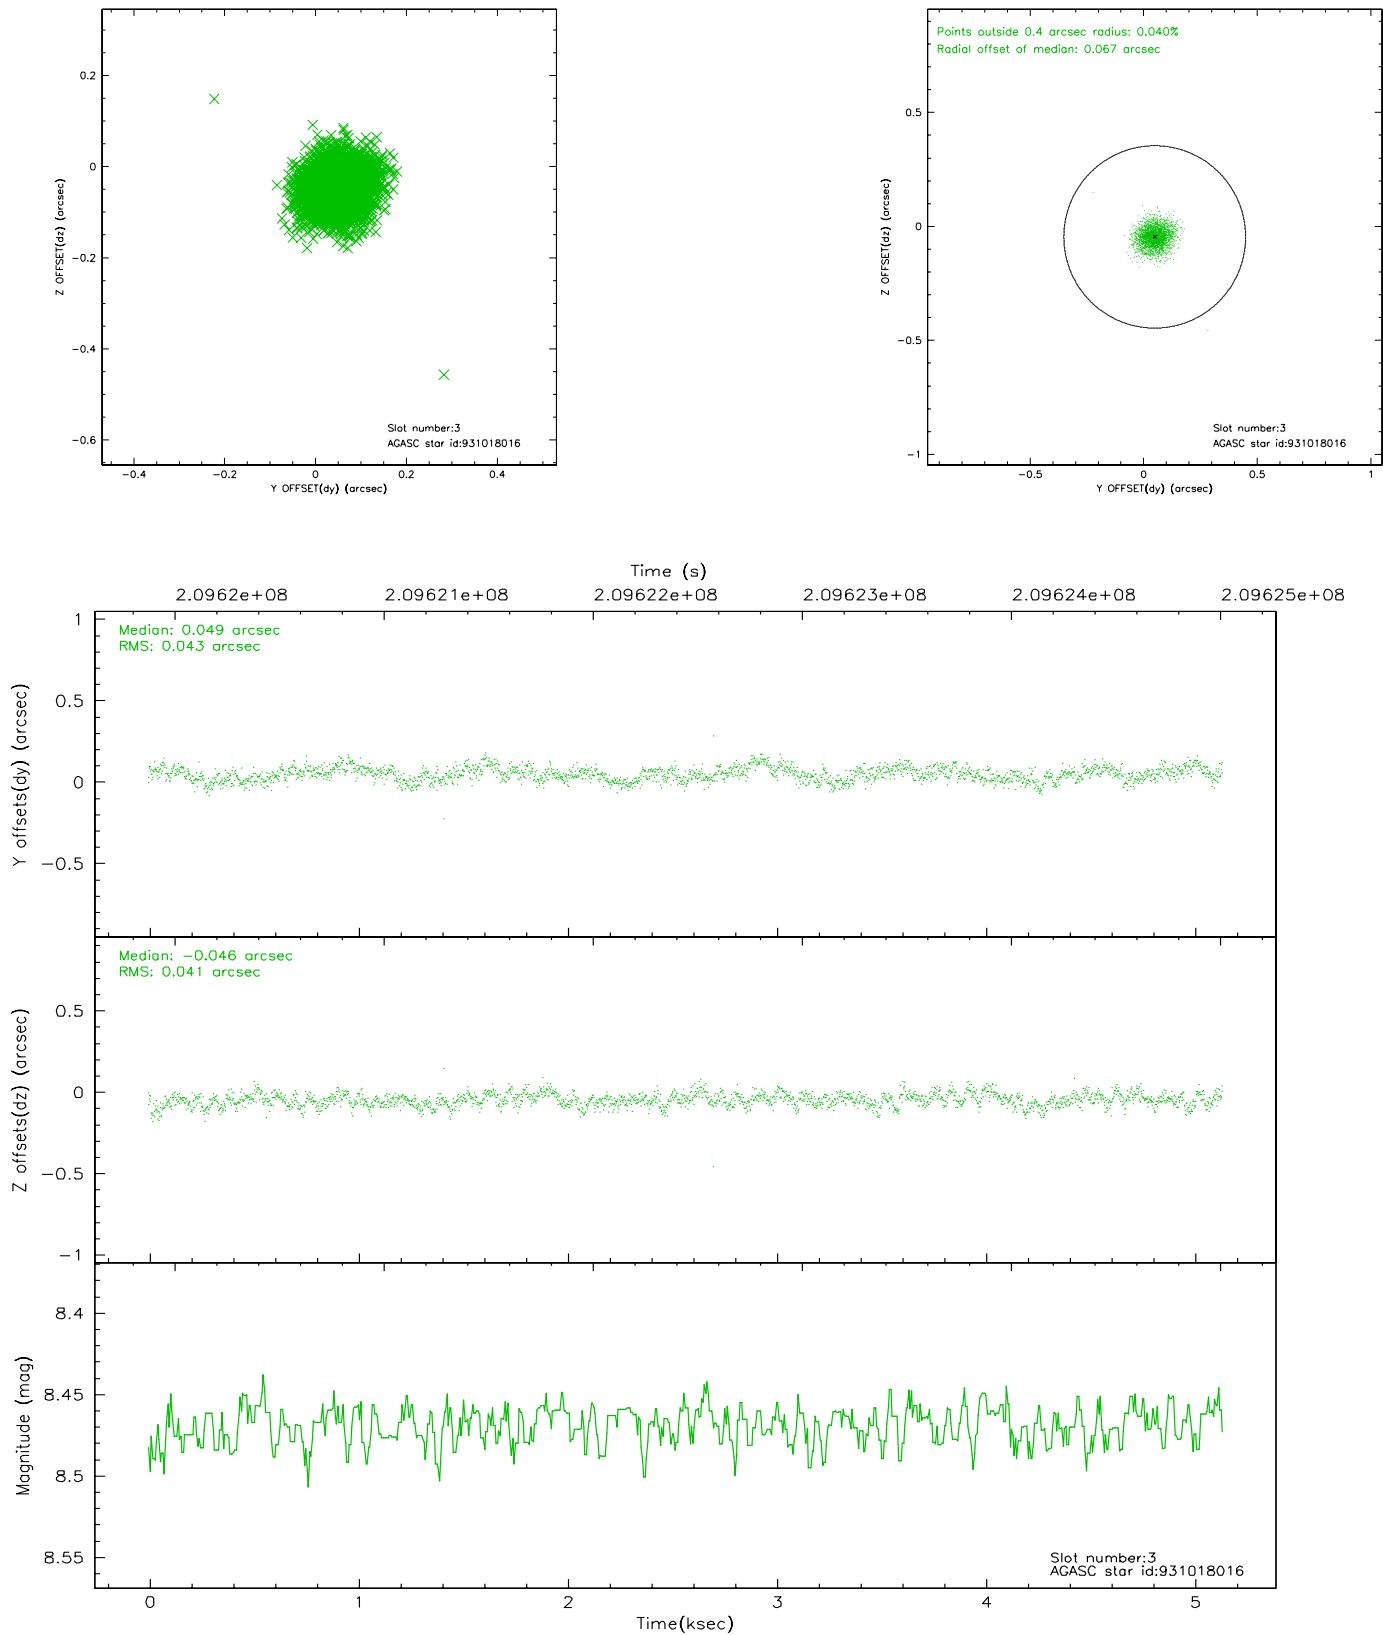 0.2
0
−0.2
−0.4
−0.6
Z OFFSET(dz) (arcsec)
Slot number:3
AGASC star id:931018016
−0.4 −0.2 0 0.2 0.4
Y OFFSET(dy) (arcsec)
Points outside 0.4 arcsec radius: 0.040%
Radial offset of median: 0.067 arcsec
0.5
0
−0.5
−1
Z OFFSET(dz) (arcsec)
Slot number:3
AGASC star id:931018016
−0.5 0 0.5 1
Y OFFSET(dy) (arcsec)
Time (s)
2.0962e+08 2.09621e+08 2.09622e+08 2.09623e+08 2.09624e+08 2.09625e+08
Median: 0.049 arcsec
RMS: 0.043 arcsec
1
0.5
0
−0.5
Y offsets(dy) (arcsec)
Median: −0.046 arcsec
RMS: 0.041 arcsec
0.5
0
−0.5
−1
Z offsets(dz) (arcsec)
8.4
8.45
8.5
8.55
Magnitude (mag)
Slot number:3
AGASC star id:931018016
0 1 2 3 4 5
Time(ksec)